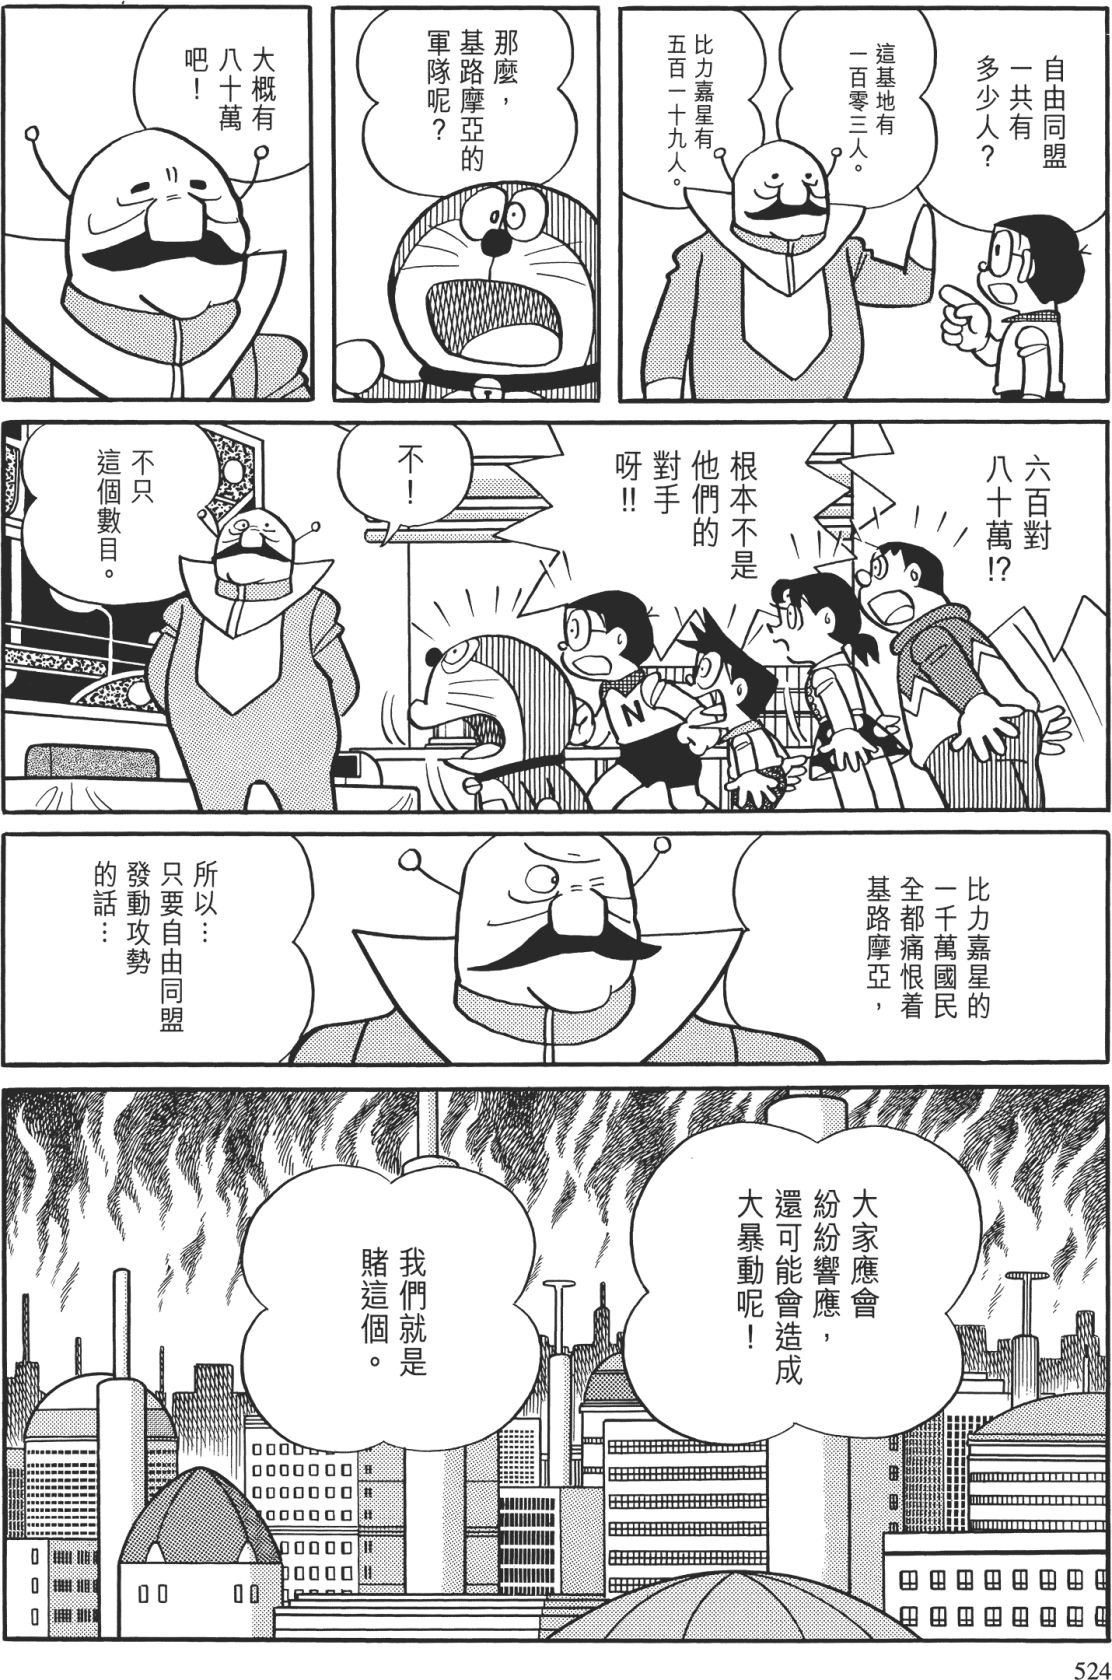 自由同盟
一共有
多少人？
這基地有
一百零三人。
比力嘉星有
五百一十九人。
那麼，
基路摩亞的
軍隊呢？
大概有
八十萬
吧！
六百對
八十萬!?
根本不是
他們的
對手
呀!!
不！
不只
這個數目。
比力嘉星的
一千萬國民
全都痛恨着
基路摩亞，
所以…
只要自由同盟
發動攻勢
的話…
大家應會
紛紛響應，
還可能會造成
大暴動呢！
我們就是
賭這個。
N
524